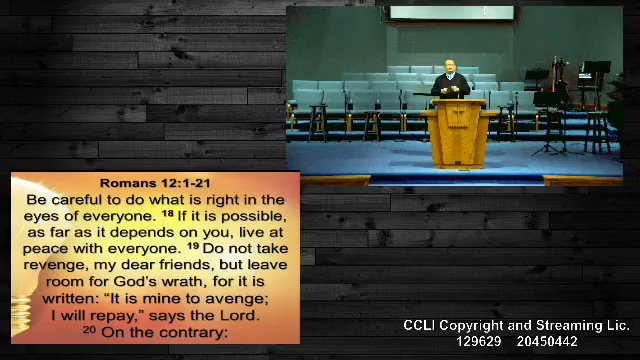 Romans 12:1-21
Be careful to do what is right in the
eyes of everyone. 18 If it is possible,
as far as it depends on you, live at
peace with everyone. 19 Do not take
revenge, my dear friends, but leave
room for God's wrath, for it is
written: "It is mine to avenge;
I will repay," says the Lord.
20 On the contrary:
CCLI Copyright and Streaming Lic.
129629 20450442